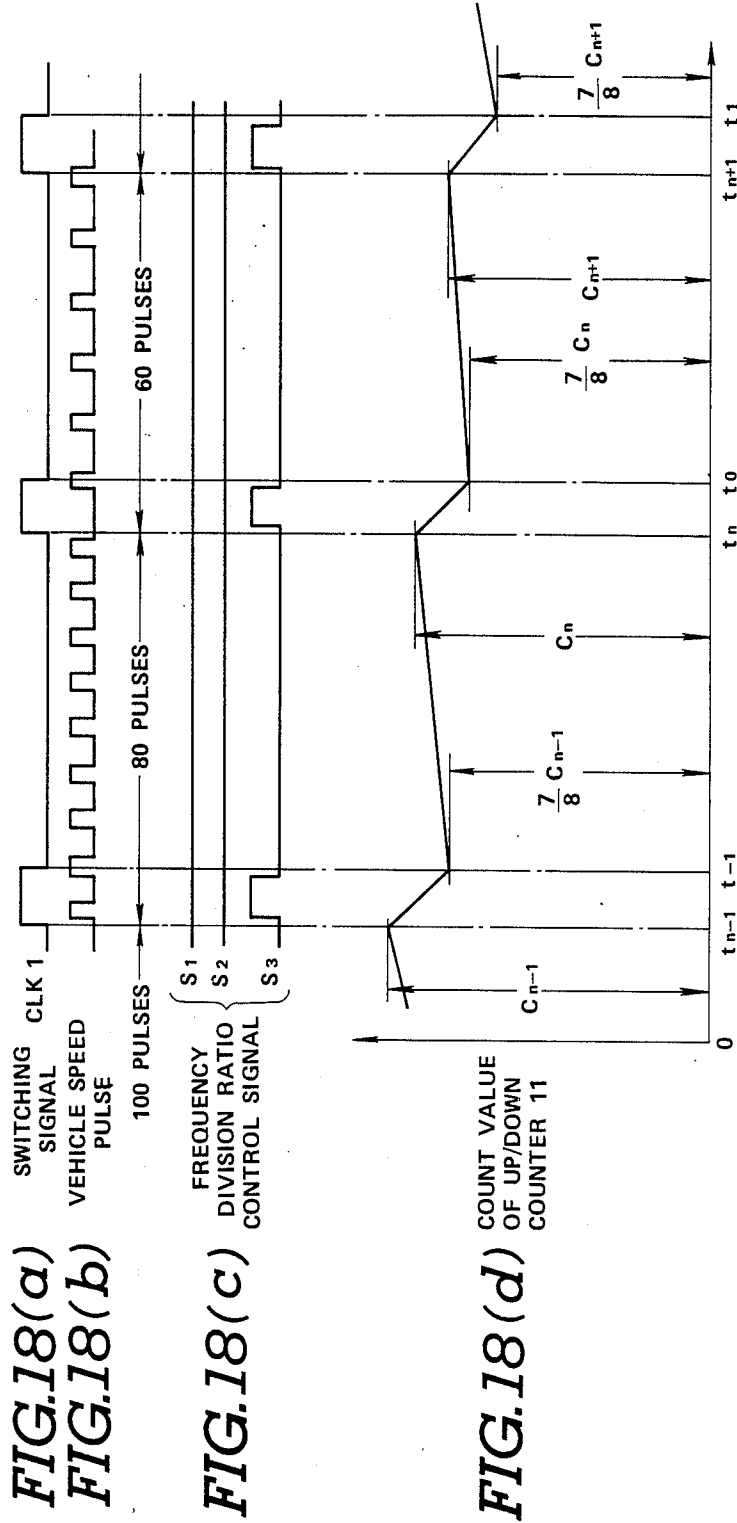 FIG.18(a) SWITCHING SIGNAL CLK 1
FIG.18(b) VEHICLE SPEED PULSE
100 PULSES 80 PULSES 60 PULSES
FIG.18(c) FREQUENCY DIVISION RATIO CONTROL SIGNAL
S1
S2
S3
FIG.18(d) COUNT VALUE OF UP/DOWN COUNTER 11
Cn-1
7/8 Cn-1
Cn
7/8 Cn
Cn+1
7/8 Cn+1
0 tn-1 t-1 tn t0 tn+1 t1